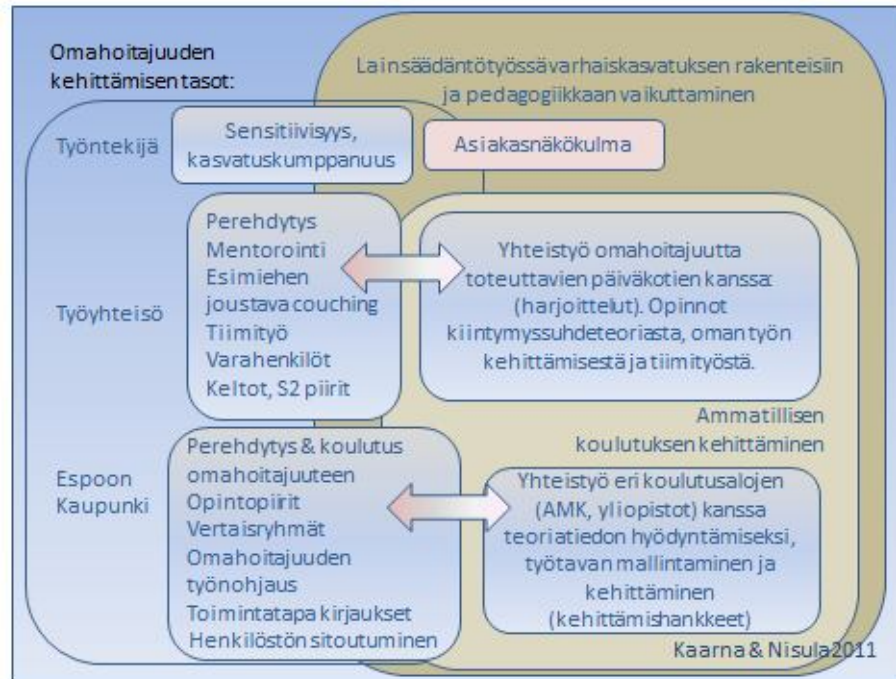 Omahoitajuuden
kehittämisen tasot:
Lainsäädäntötyössä varhaiskasvatuksen rakenteisiin
ja pedagogiikkaan vaikuttaminen
Työntekijä
Sensitiivisyys,
kasvatuskumppanuus
Asiakasnäkökulma
Työyhteisö
Perehdytys
Mentorointi
Esimiehen
joustava couching
Tiimityö
Varahenkilöt
Keltot, S2 piirit
Yhteistyö omahoitajuutta
toteuttavien päiväkotien kanssa:
(harjoittelut). Opinnot
kiintymyssuhdeteoriasta, oman työn
kehittämisestä ja tiimityöstä.
Ammatillisen
koulutuksen kehittäminen
Espoon
Kaupunki
Perehdytys & koulutus
omahoitajuuteen
Opintopiirit
Vertaisryhmät
Omahoitajuuden
työnohjaus
Toimintatapa kirjaukset
Henkilöstön sitoutuminen
Yhteistyö eri koulutusalojen
(AMK, yliopistot) kanssa
teoriatiedon hyödyntämiseksi,
työtavan mallintaminen ja
kehittäminen
(kehittämishankkeet)
Kaarna & Nisula2011